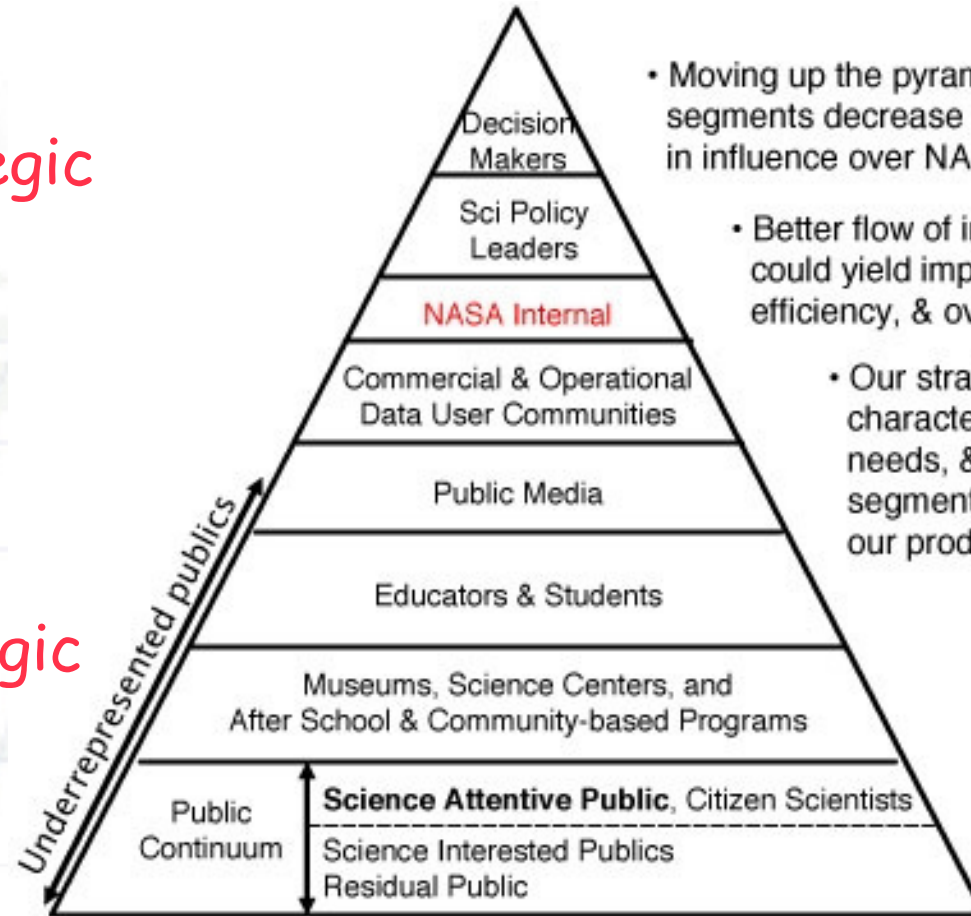 egic
gic
Decision
Makers
Sci Policy
Leaders
NASA Internal
Commercial & Operational
Data User Communities
Public Media
Educators & Students
Museums, Science Centers, and
After School & Community-based Programs
Public
Continuum
Science Attentive Public, Citizen Scientists
Science Interested Publics
Residual Public
Underrepresented publics
• Moving up the pyram
segments decrease
in influence over NA
• Better flow of i
could yield imp
efficiency, & ov
• Our stra
characte
needs, &
segment
our prod